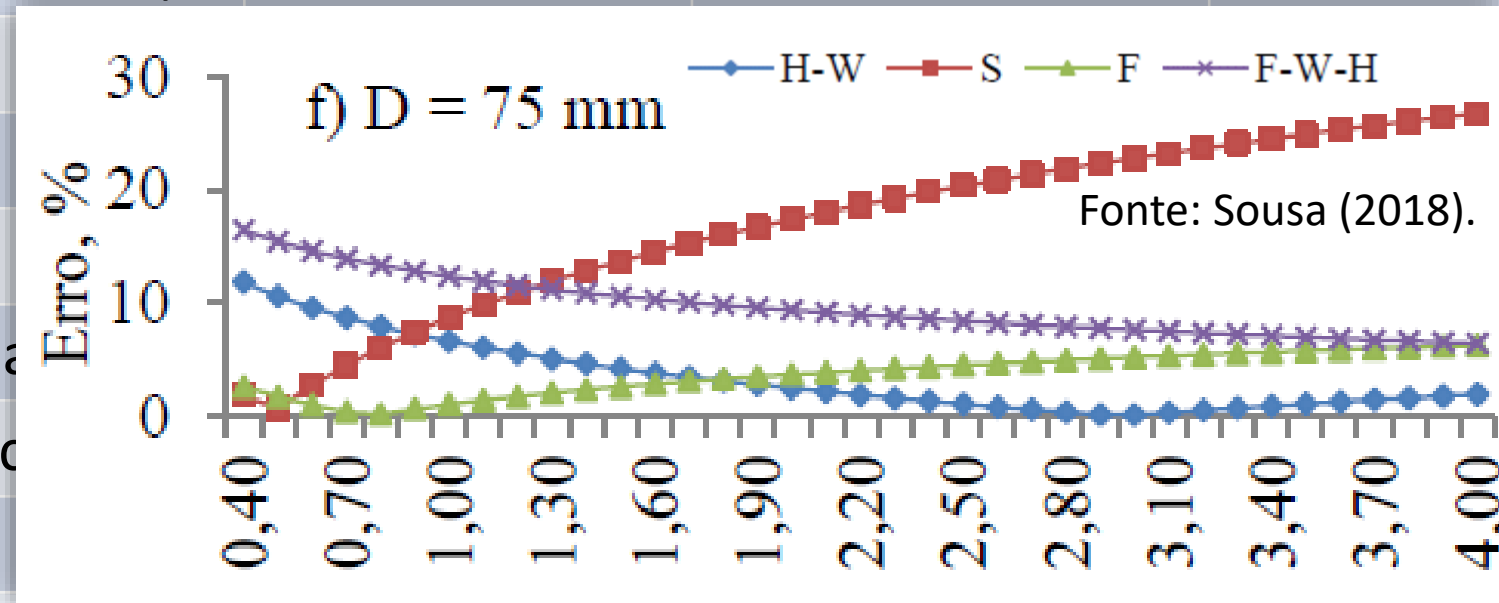 H-W S F F-W-H
f) D = 75 mm
Erro, %
30
20
10
0
Fonte: Sousa (2018).
0,40 0,70 1,00 1,30 1,60 1,90 2,20 2,50 2,80 3,10 3,40 3,70 4,00